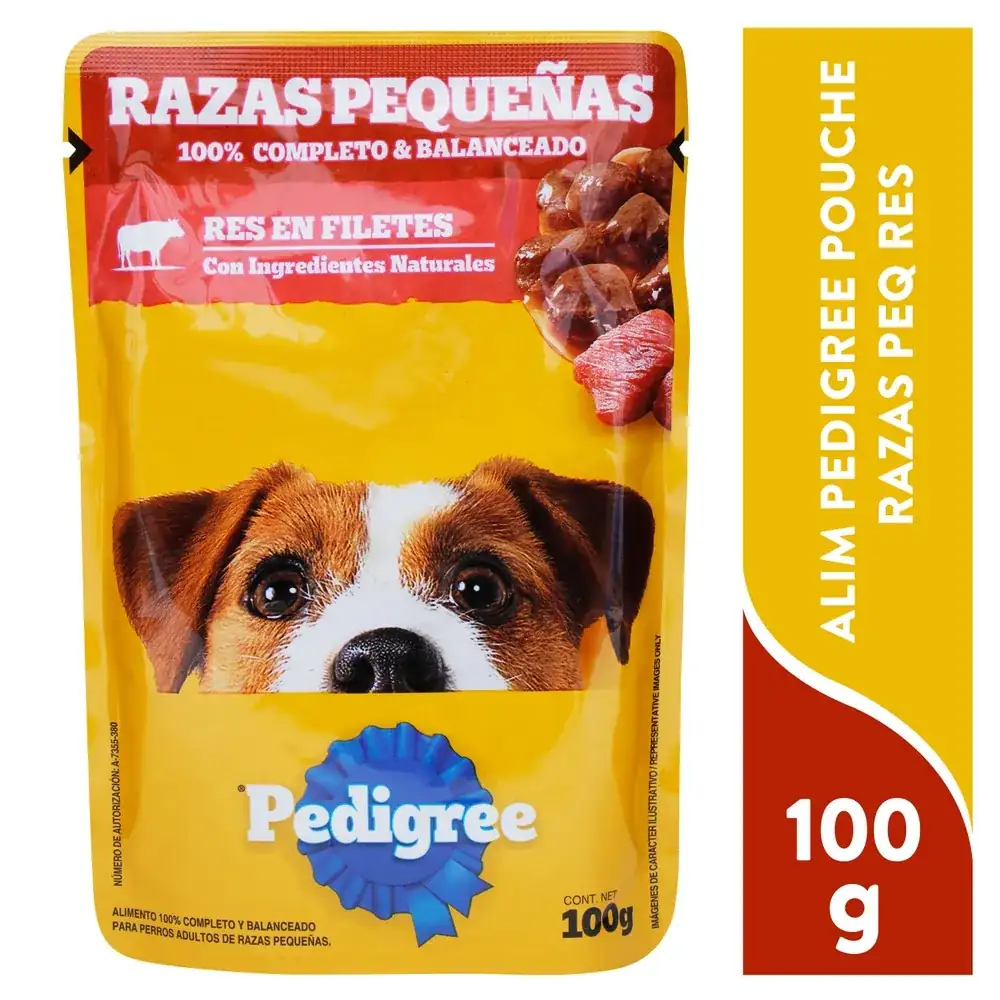 RAZAS PEQUEÑAS
100% COMPLETO & BALANCEADO
RES EN FILETES
Con Ingredientes Naturales
NÚMERO DE AUTORIZACIÓN: A-7355-380
®
Pedigree
CONT. NET
100g
ALIMENTO 100% COMPLETO Y BALANCEADO
PARA PERROS ADULTOS DE RAZAS PEQUEÑAS.
IMÁGENES DE CARACTER ILUSTRATIVO / REPRESENTATIVE IMAGES ONLY
ALIM PEDIGREE POUCHE
RAZAS PEQ RES
100
g